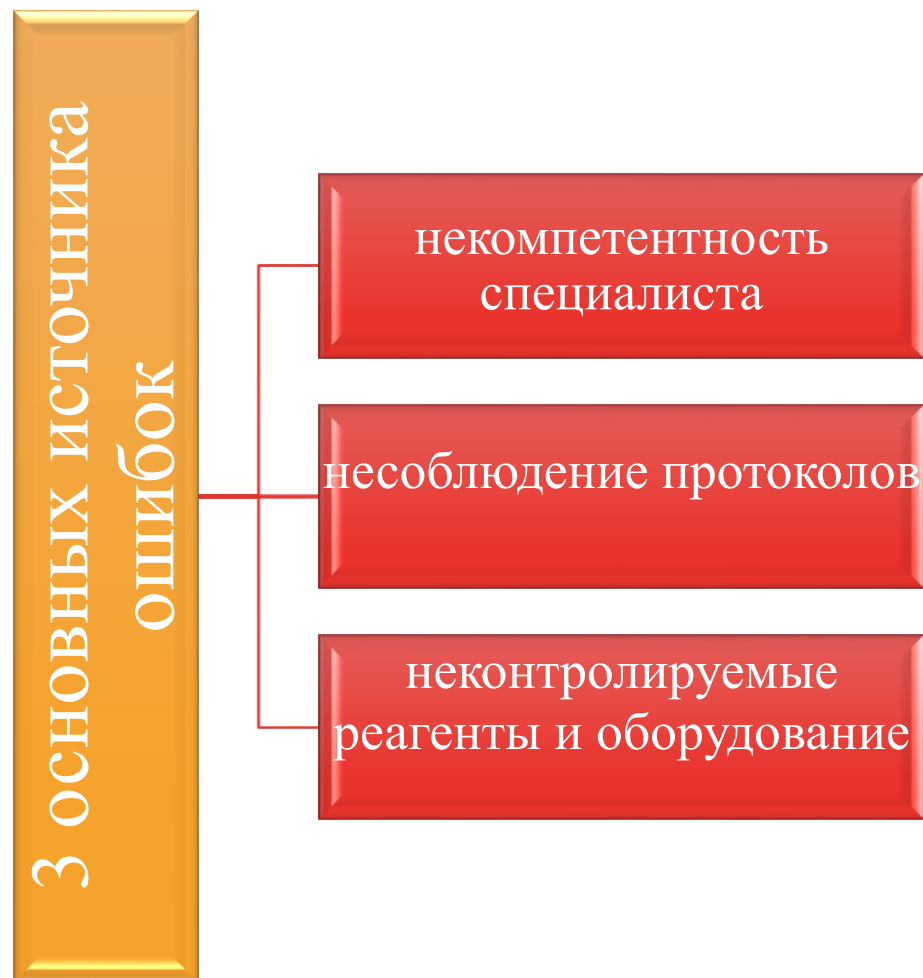 3 основных источника
ошибок
некомпетентность
специалиста
несоблюдение протоколов
неконтролируемые
реагенты и оборудование